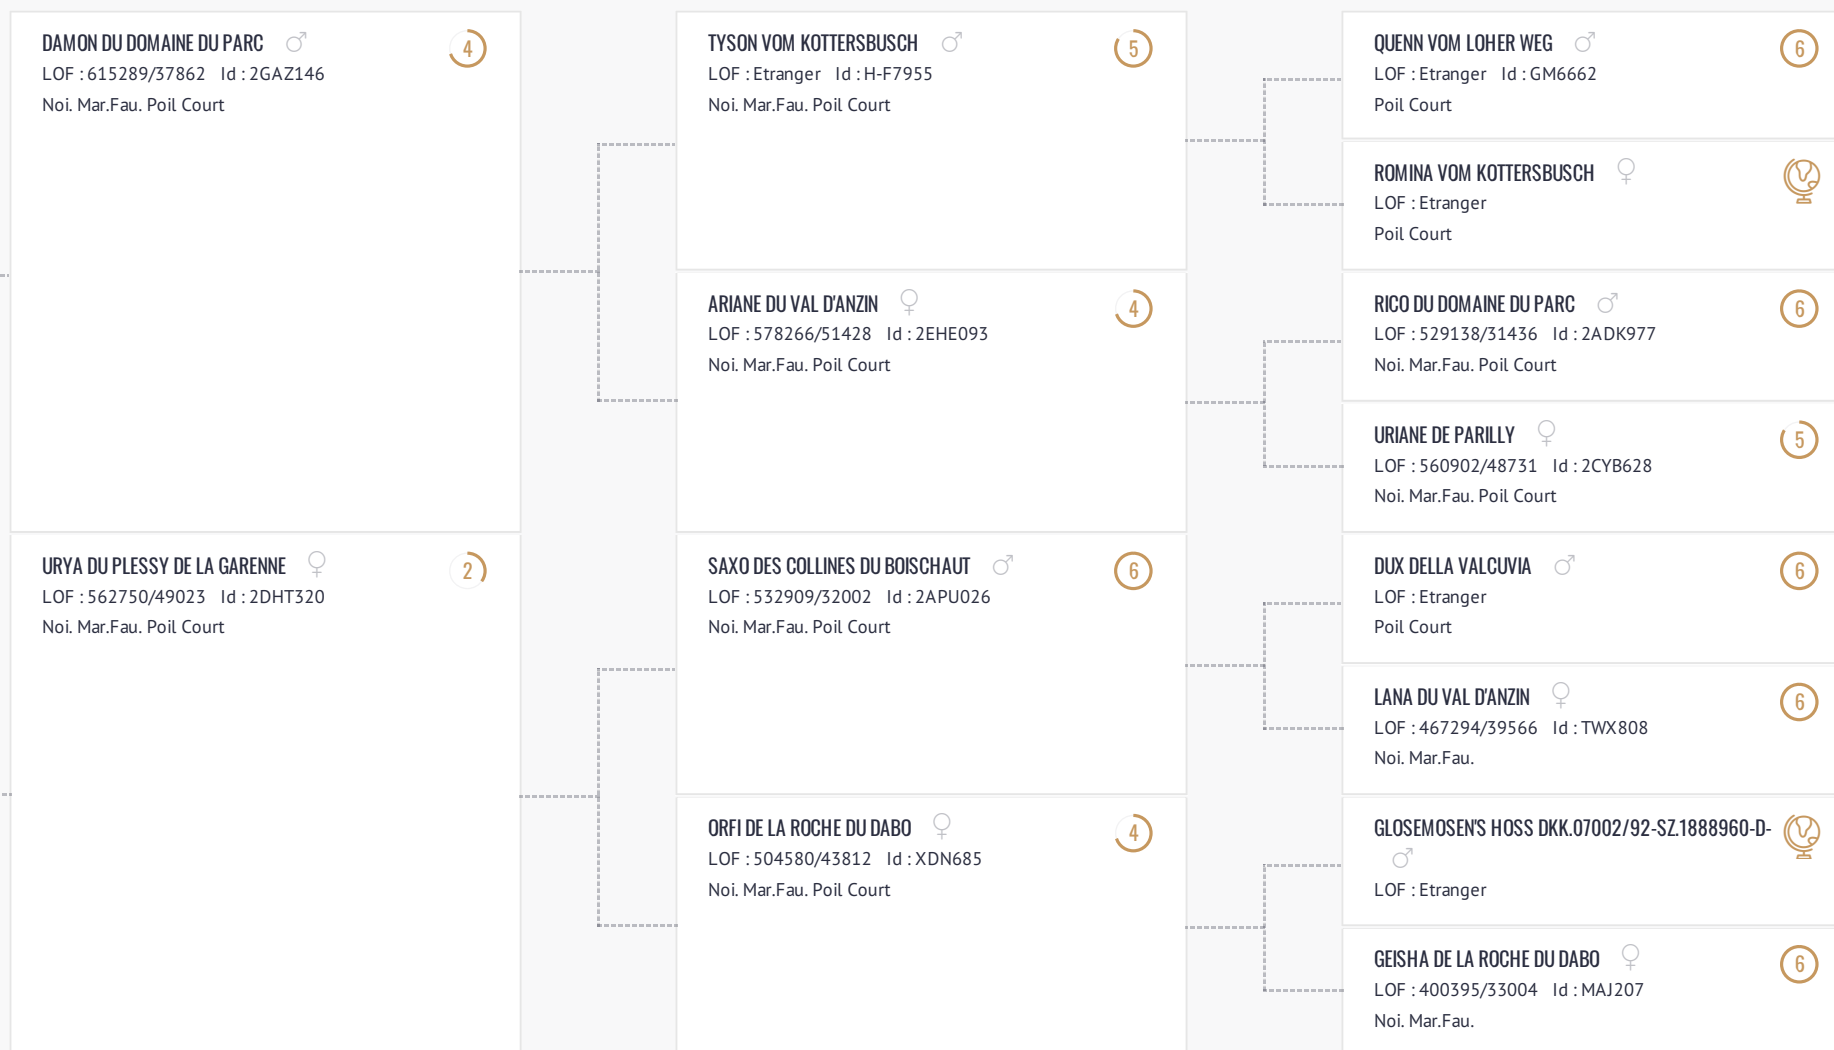 DAMON DU DOMAINE DU PARC ♂ 4
LOF : 615289/37862 Id : 2GAZ146
Noi. Mar.Fau. Poil Court
URYA DU PLESSY DE LA GARENNE ♀ 2
LOF : 562750/49023 Id : 2DHT320
Noi. Mar.Fau. Poil Court
TYSON VOM KOTTERSBUSCH ♂ 5
LOF : Etranger Id : H-F7955
Noi. Mar.Fau. Poil Court
ARIANE DU VAL D'ANZIN ♀ 4
LOF : 578266/51428 Id : 2EHE093
Noi. Mar.Fau. Poil Court
SAXO DES COLLINES DU BOISCHAUT ♂ 6
LOF : 532909/32002 Id : 2APU026
Noi. Mar.Fau. Poil Court
ORFI DE LA ROCHE DU DABO ♀ 4
LOF : 504580/43812 Id : XDN685
Noi. Mar.Fau. Poil Court
QUENN VOM LOHER WEG ♂ 6
LOF : Etranger Id : GM6662
Poil Court
ROMINA VOM KOTTERSBUSCH ♀
LOF : Etranger
Poil Court
RICO DU DOMAINE DU PARC ♂ 6
LOF : 529138/31436 Id : 2ADK977
Noi. Mar.Fau. Poil Court
URIANE DE PARILLY ♀ 5
LOF : 560902/48731 Id : 2CYB628
Noi. Mar.Fau. Poil Court
DUX DELLA VALCUVIA ♂ 6
LOF : Etranger
Poil Court
LANA DU VAL D'ANZIN ♀ 6
LOF : 467294/39566 Id : TWX808
Noi. Mar.Fau.
GLOSEMOSEN'S HOSS DKK.07002/92-SZ.1888960-D-
♂
LOF : Etranger
GEISHA DE LA ROCHE DU DABO ♀ 6
LOF : 400395/33004 Id : MAJ207
Noi. Mar.Fau.